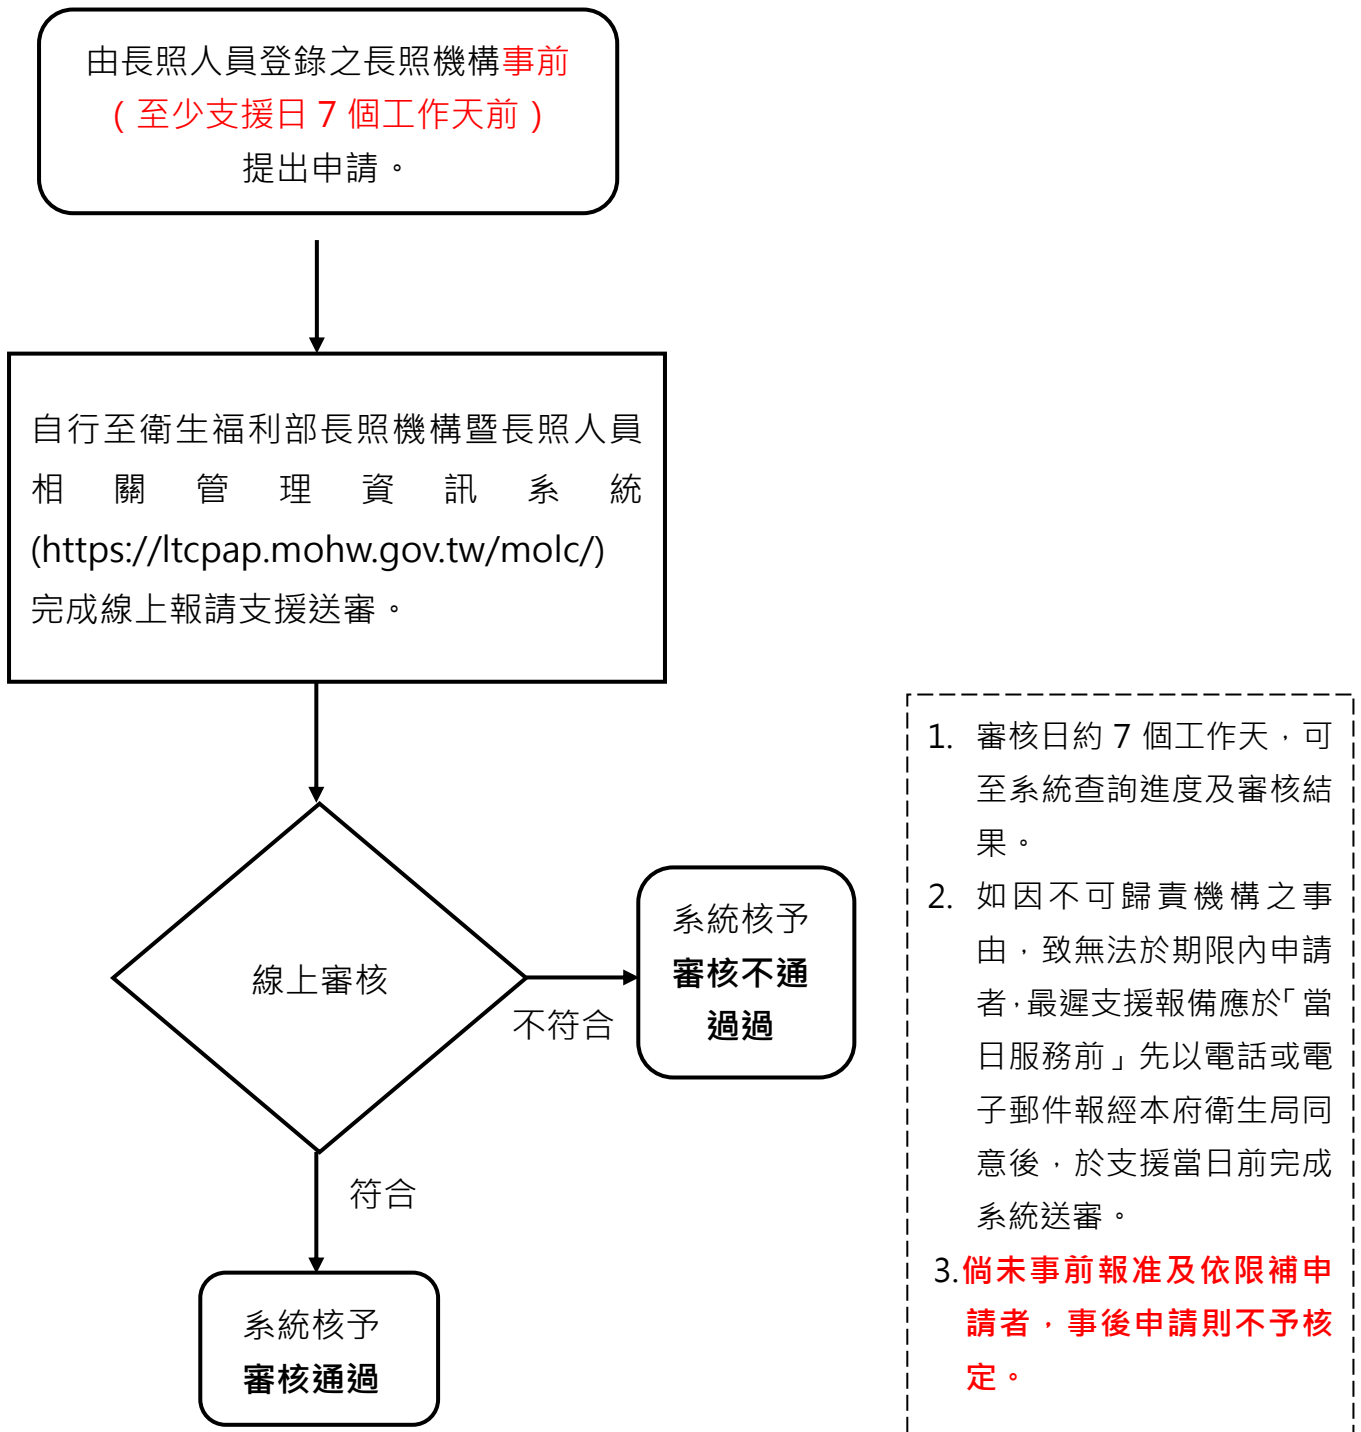 由長照人員登錄之長照機構事前
（至少支援日 7 個工作天前）
提出申請。
自行至衛生福利部長照機構暨長照人員
相關管理資訊系統
(https://ltcpap.mohw.gov.tw/molc/)
完成線上報請支援送審。
線上審核
不符合
系統核予
審核不通
過過
符合
系統核予
審核通過
1. 審核日約 7 個工作天，可
至系統查詢進度及審核結
果。
2. 如因不可歸責機構之事
由，致無法於期限內申請
者，最遲支援報備應於「當
日服務前」先以電話或電
子郵件報經本府衛生局同
意後，於支援當日前完成
系統送審。
3.倘未事前報准及依限補申
請者，事後申請則不予核
定。